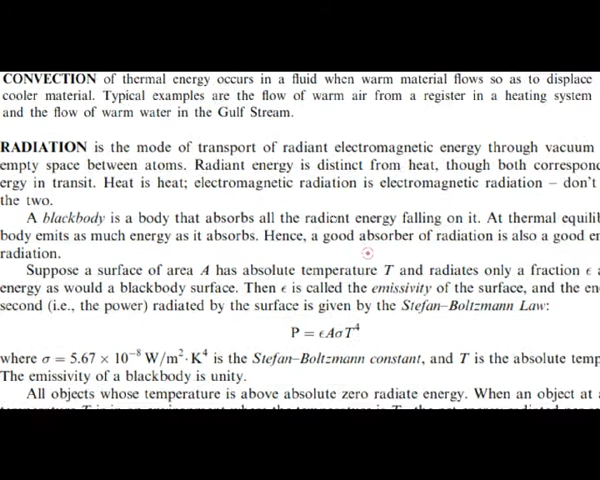 CONVECTION of thermal energy occurs in a fluid when warm material flows so as to displace
cooler material. Typical examples are the flow of warm air from a register in a heating system
and the flow of warm water in the Gulf Stream.
RADIATION is the mode of transport of radiant electromagnetic energy through vacuum
empty space between atoms. Radiant energy is distinct from heat, though both correspond
ergy in transit. Heat is heat; electromagnetic radiation is electromagnetic radiation – don't
the two.
A blackbody is a body that absorbs all the radient energy falling on it. At thermal equilib
body emits as much energy as it absorbs. Hence, a good absorber of radiation is also a good
radiation.
Suppose a surface of area A has absolute temperature T and radiates only a fraction ϵ
energy as would a blackbody surface. Then ϵ is called the emissivity of the surface, and the
second (i.e., the power) radiated by the surface is given by the Stefan–Boltzmann Law:
P = ϵAσT⁴
where σ = 5.67 × 10⁻⁸ W/m²·K⁴ is the Stefan–Boltzmann constant, and T is the absolute temp
The emissivity of a blackbody is unity.
All objects whose temperature is above absolute zero radiate energy. When an object at